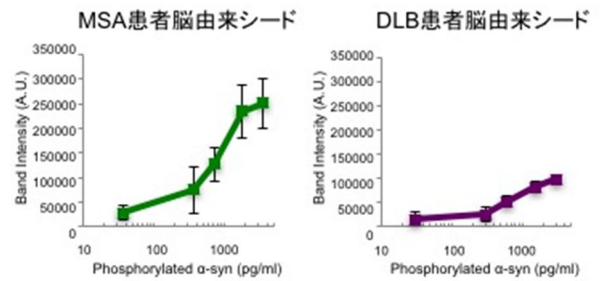 MSA患者脳由来シード
350000
300000
250000
200000
150000
100000
50000
0
Band Intensity (A.U.)
10 100 1000
Phosphorylated α-syn (pg/ml)
DLB患者脳由来シード
350000
300000
250000
200000
150000
100000
50000
0
Band Intensity (A.U.)
10 100 1000
Phosphorylated α-syn (pg/ml)